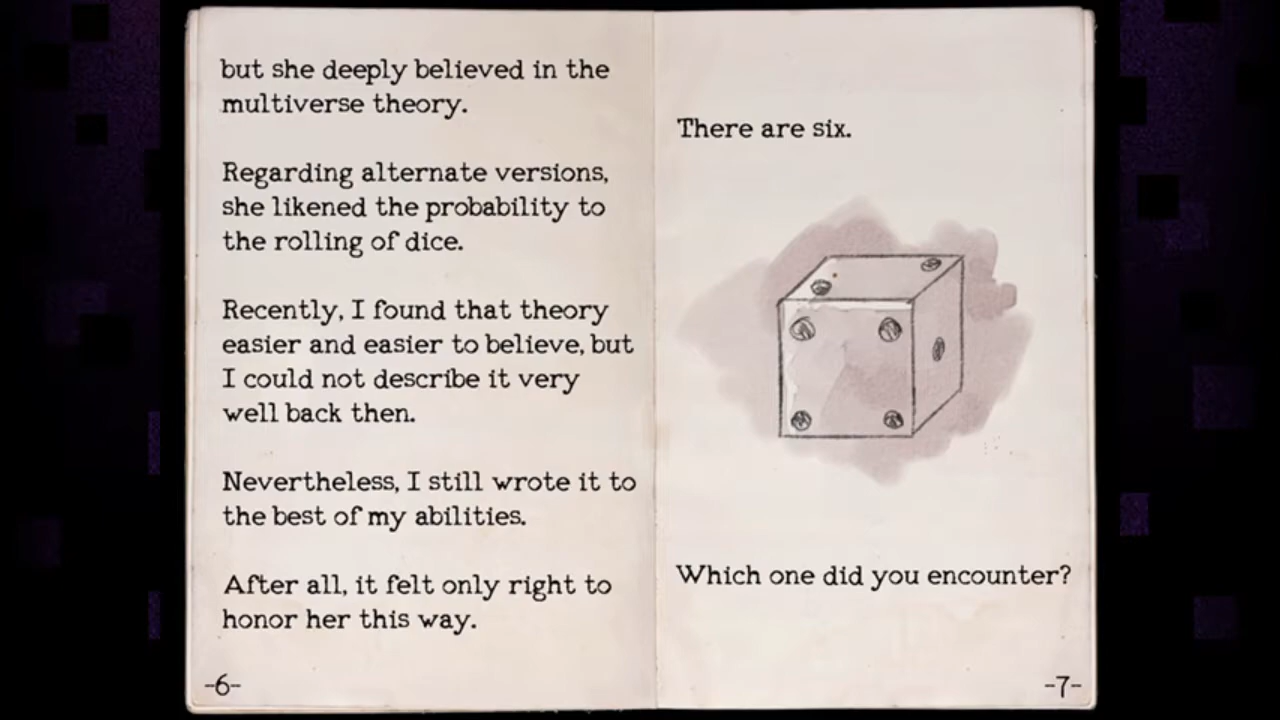 but she deeply believed in the
multiverse theory.
Regarding alternate versions,
she likened the probability to
the rolling of dice.
Recently, I found that theory
easier and easier to believe, but
I could not describe it very
well back then.
Nevertheless, I still wrote it to
the best of my abilities.
After all, it felt only right to
honor her this way.
-6-
There are six.
Which one did you encounter?
-7-